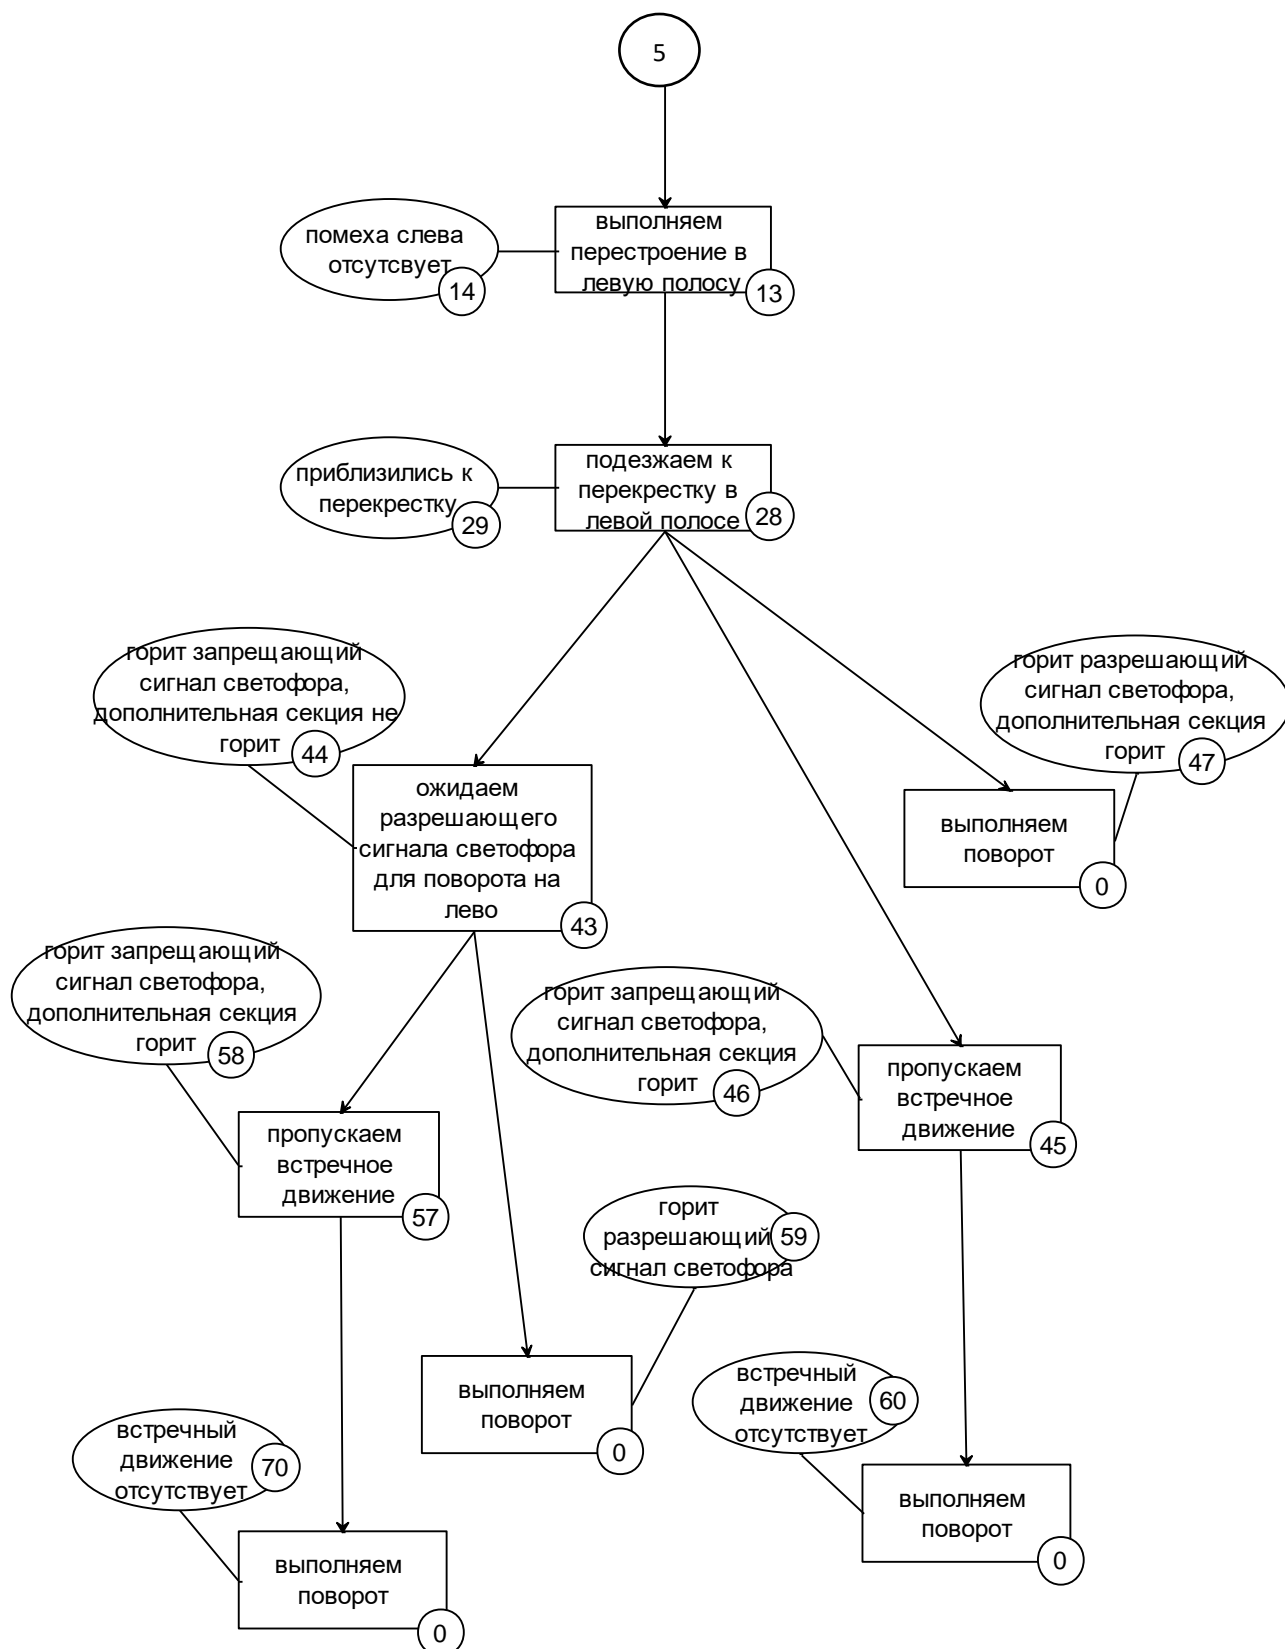 5
помеха слева
отсутсвует
14
выполняем
перестроение в
левую полосу
13
приблизились к
перекрестку
29
подезжаем к
перекрестку в
левой полосе
28
горит запрещающий
сигнал светофора,
дополнительная секция не
горит
44
горит разрешающий
сигнал светофора,
дополнительная секция
горит
47
ожидаем
разрешающего
сигнала светофора
для поворота на
лево
43
выполняем
поворот
0
горит запрещающий
сигнал светофора,
дополнительная секция
горит
58
горит запрещающий
сигнал светофора,
дополнительная секция
горит
46
пропускаем
встречное
движение
45
пропускаем
встречное
движение
57
горит
разрешающий
сигнал светофора
59
выполняем
поворот
0
встречный
движение
отсутствует
60
встречный
движение
отсутствует
70
выполняем
поворот
0
выполняем
поворот
0